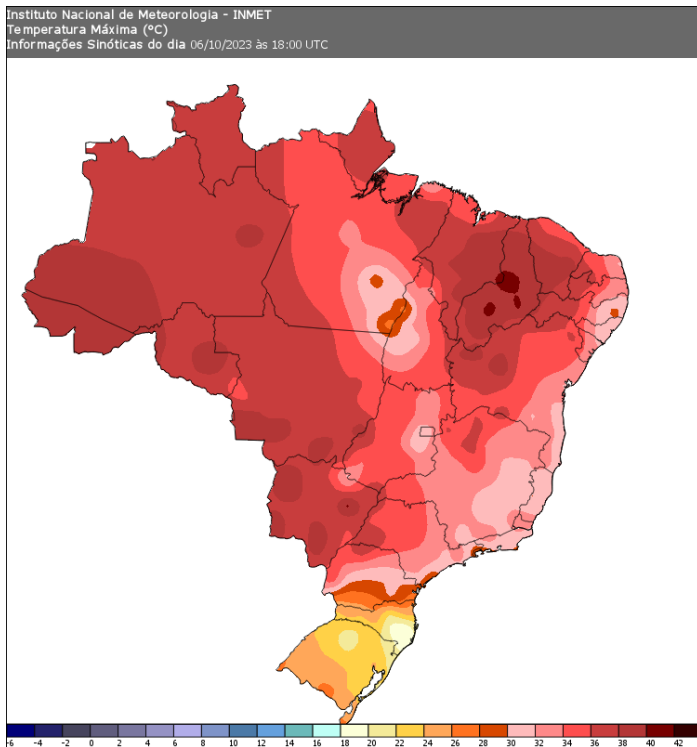 Instituto Nacional de Meteorologia - INMET
Temperatura Máxima (ºC)
Informações Sinóticas do dia 06/10/2023 às 18:00 UTC
-6 -4 -2 0 2 4 6 8 10 12 14 16 18 20 22 24 26 28 30 32 34 36 38 40 42